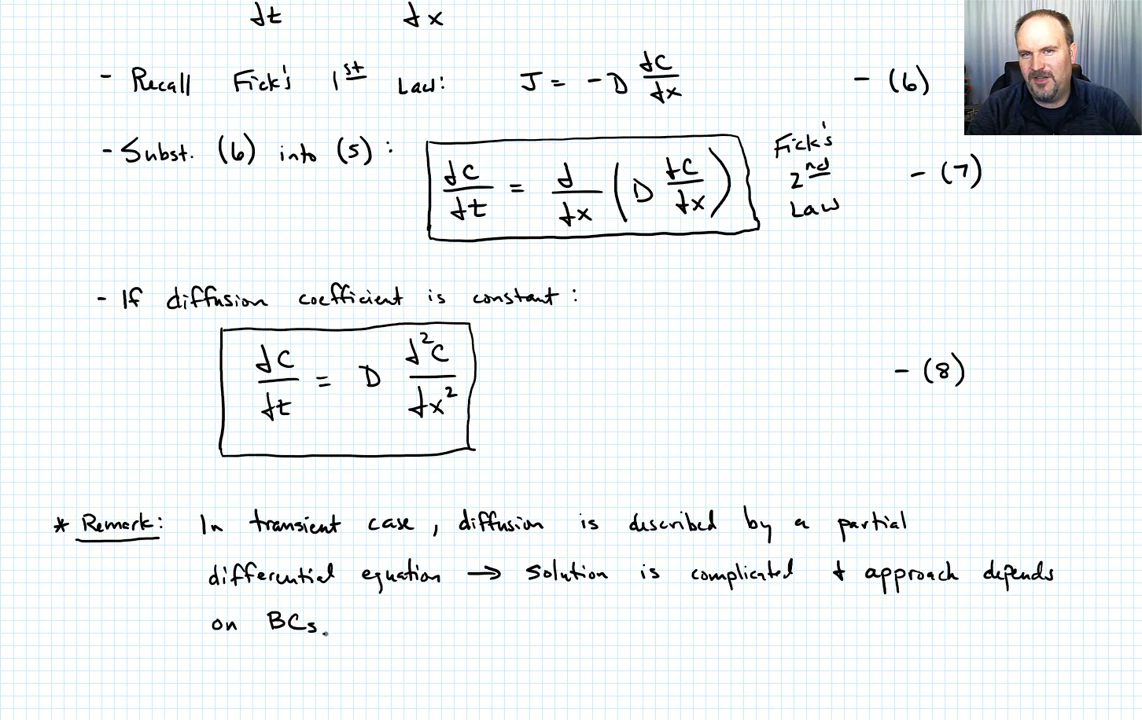 dt dx
- Recall Fick's 1st Law: J = -D dC/dx - (6)
- Subst. (6) into (5): dC/dt = d/dx (D dC/dx) Fick's 2nd Law - (7)
- If diffusion coefficient is constant:
dC/dt = D d²C/dx² - (8)
* Remark: In transient case, diffusion is described by a partial
differential equation → solution is complicated + approach depends
on BCs.